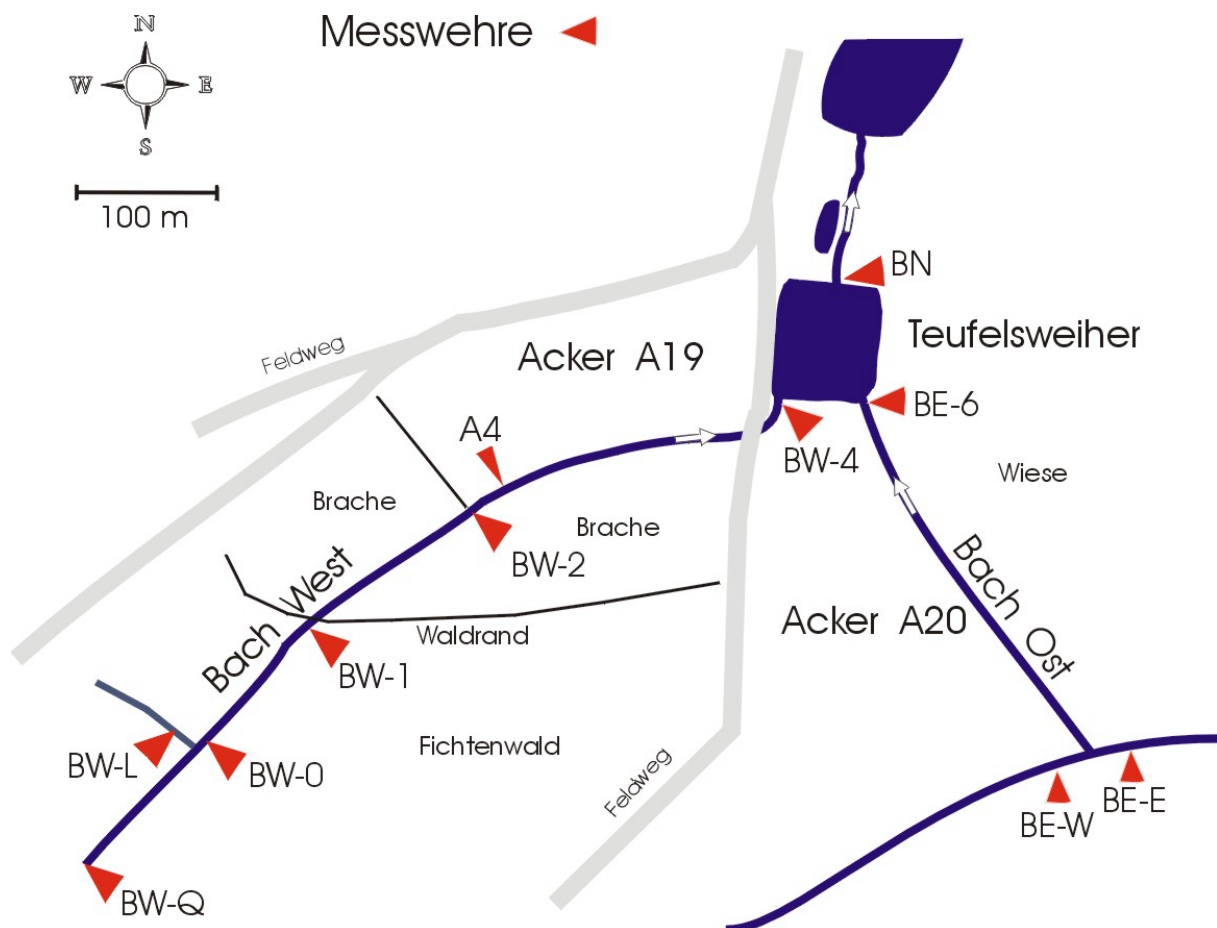 N
Messwehre
W E
S
100 m
BN
Teufelsweiher
Feldweg
Acker A19
BE-6
A4
BW-4
Wiese
Brache
Brache
BW-2
Bach West
Bach Ost
Acker A20
Waldrand
BW-1
Fichtenwald
BW-L
BW-0
Feldweg
BE-E
BE-W
BW-Q